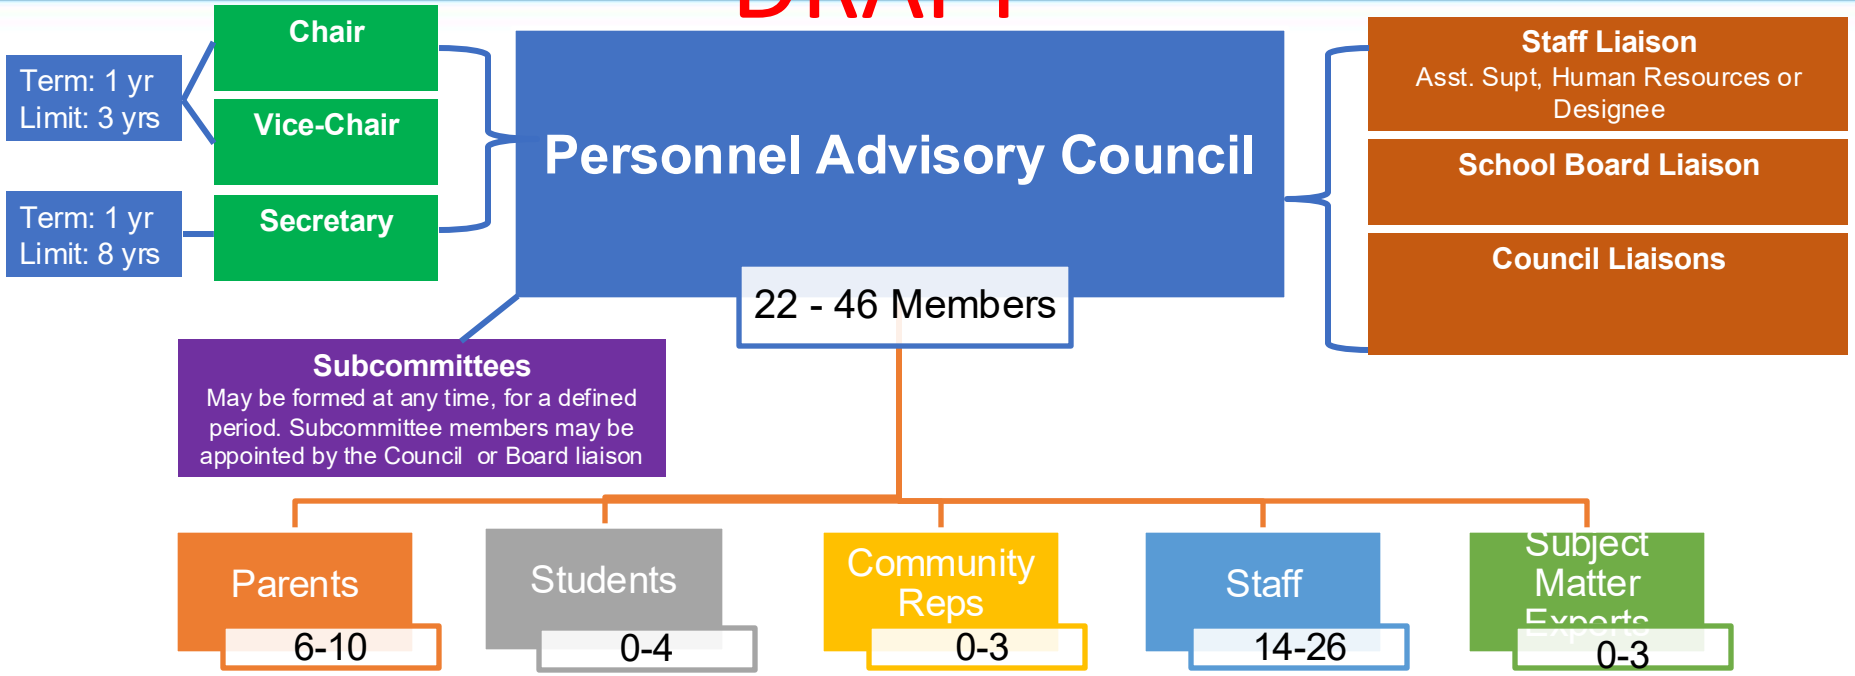 DRAFT
Chair
Term: 1 yr
Limit: 3 yrs
Vice-Chair
Term: 1 yr
Limit: 8 yrs
Secretary
Personnel Advisory Council
22 - 46 Members
Staff Liaison
Asst. Supt, Human Resources or
Designee
School Board Liaison
Council Liaisons
Subcommittees
May be formed at any time, for a defined
period. Subcommittee members may be
appointed by the Council or Board liaison
Parents
6-10
Students
0-4
Community
Reps
0-3
Staff
14-26
Subject
Matter
Experts
0-3